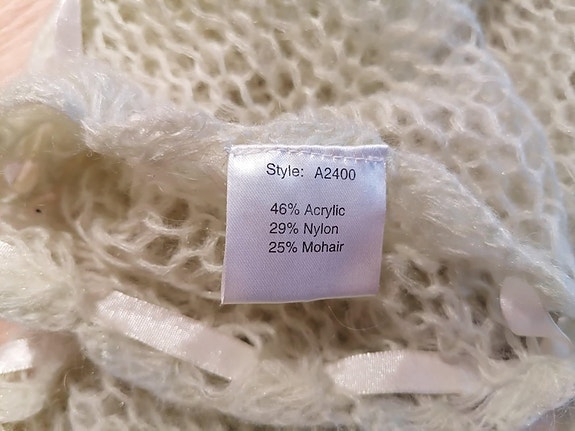 Style: A2400
46% Acrylic
29% Nylon
25% Mohair